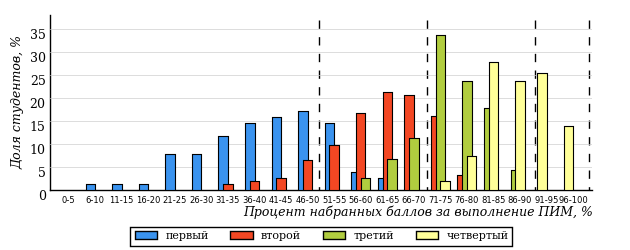 Доля студентов, %
35
30
25
20
15
10
5
0
0-5 6-10 11-15 16-20 21-25 26-30 31-35 36-40 41-45 46-50 51-55 56-60 61-65 66-70 71-75 76-80 81-85 86-90 91-95 96-100
Процент набранных баллов за выполнение ПИМ, %
первый второй третий четвертый